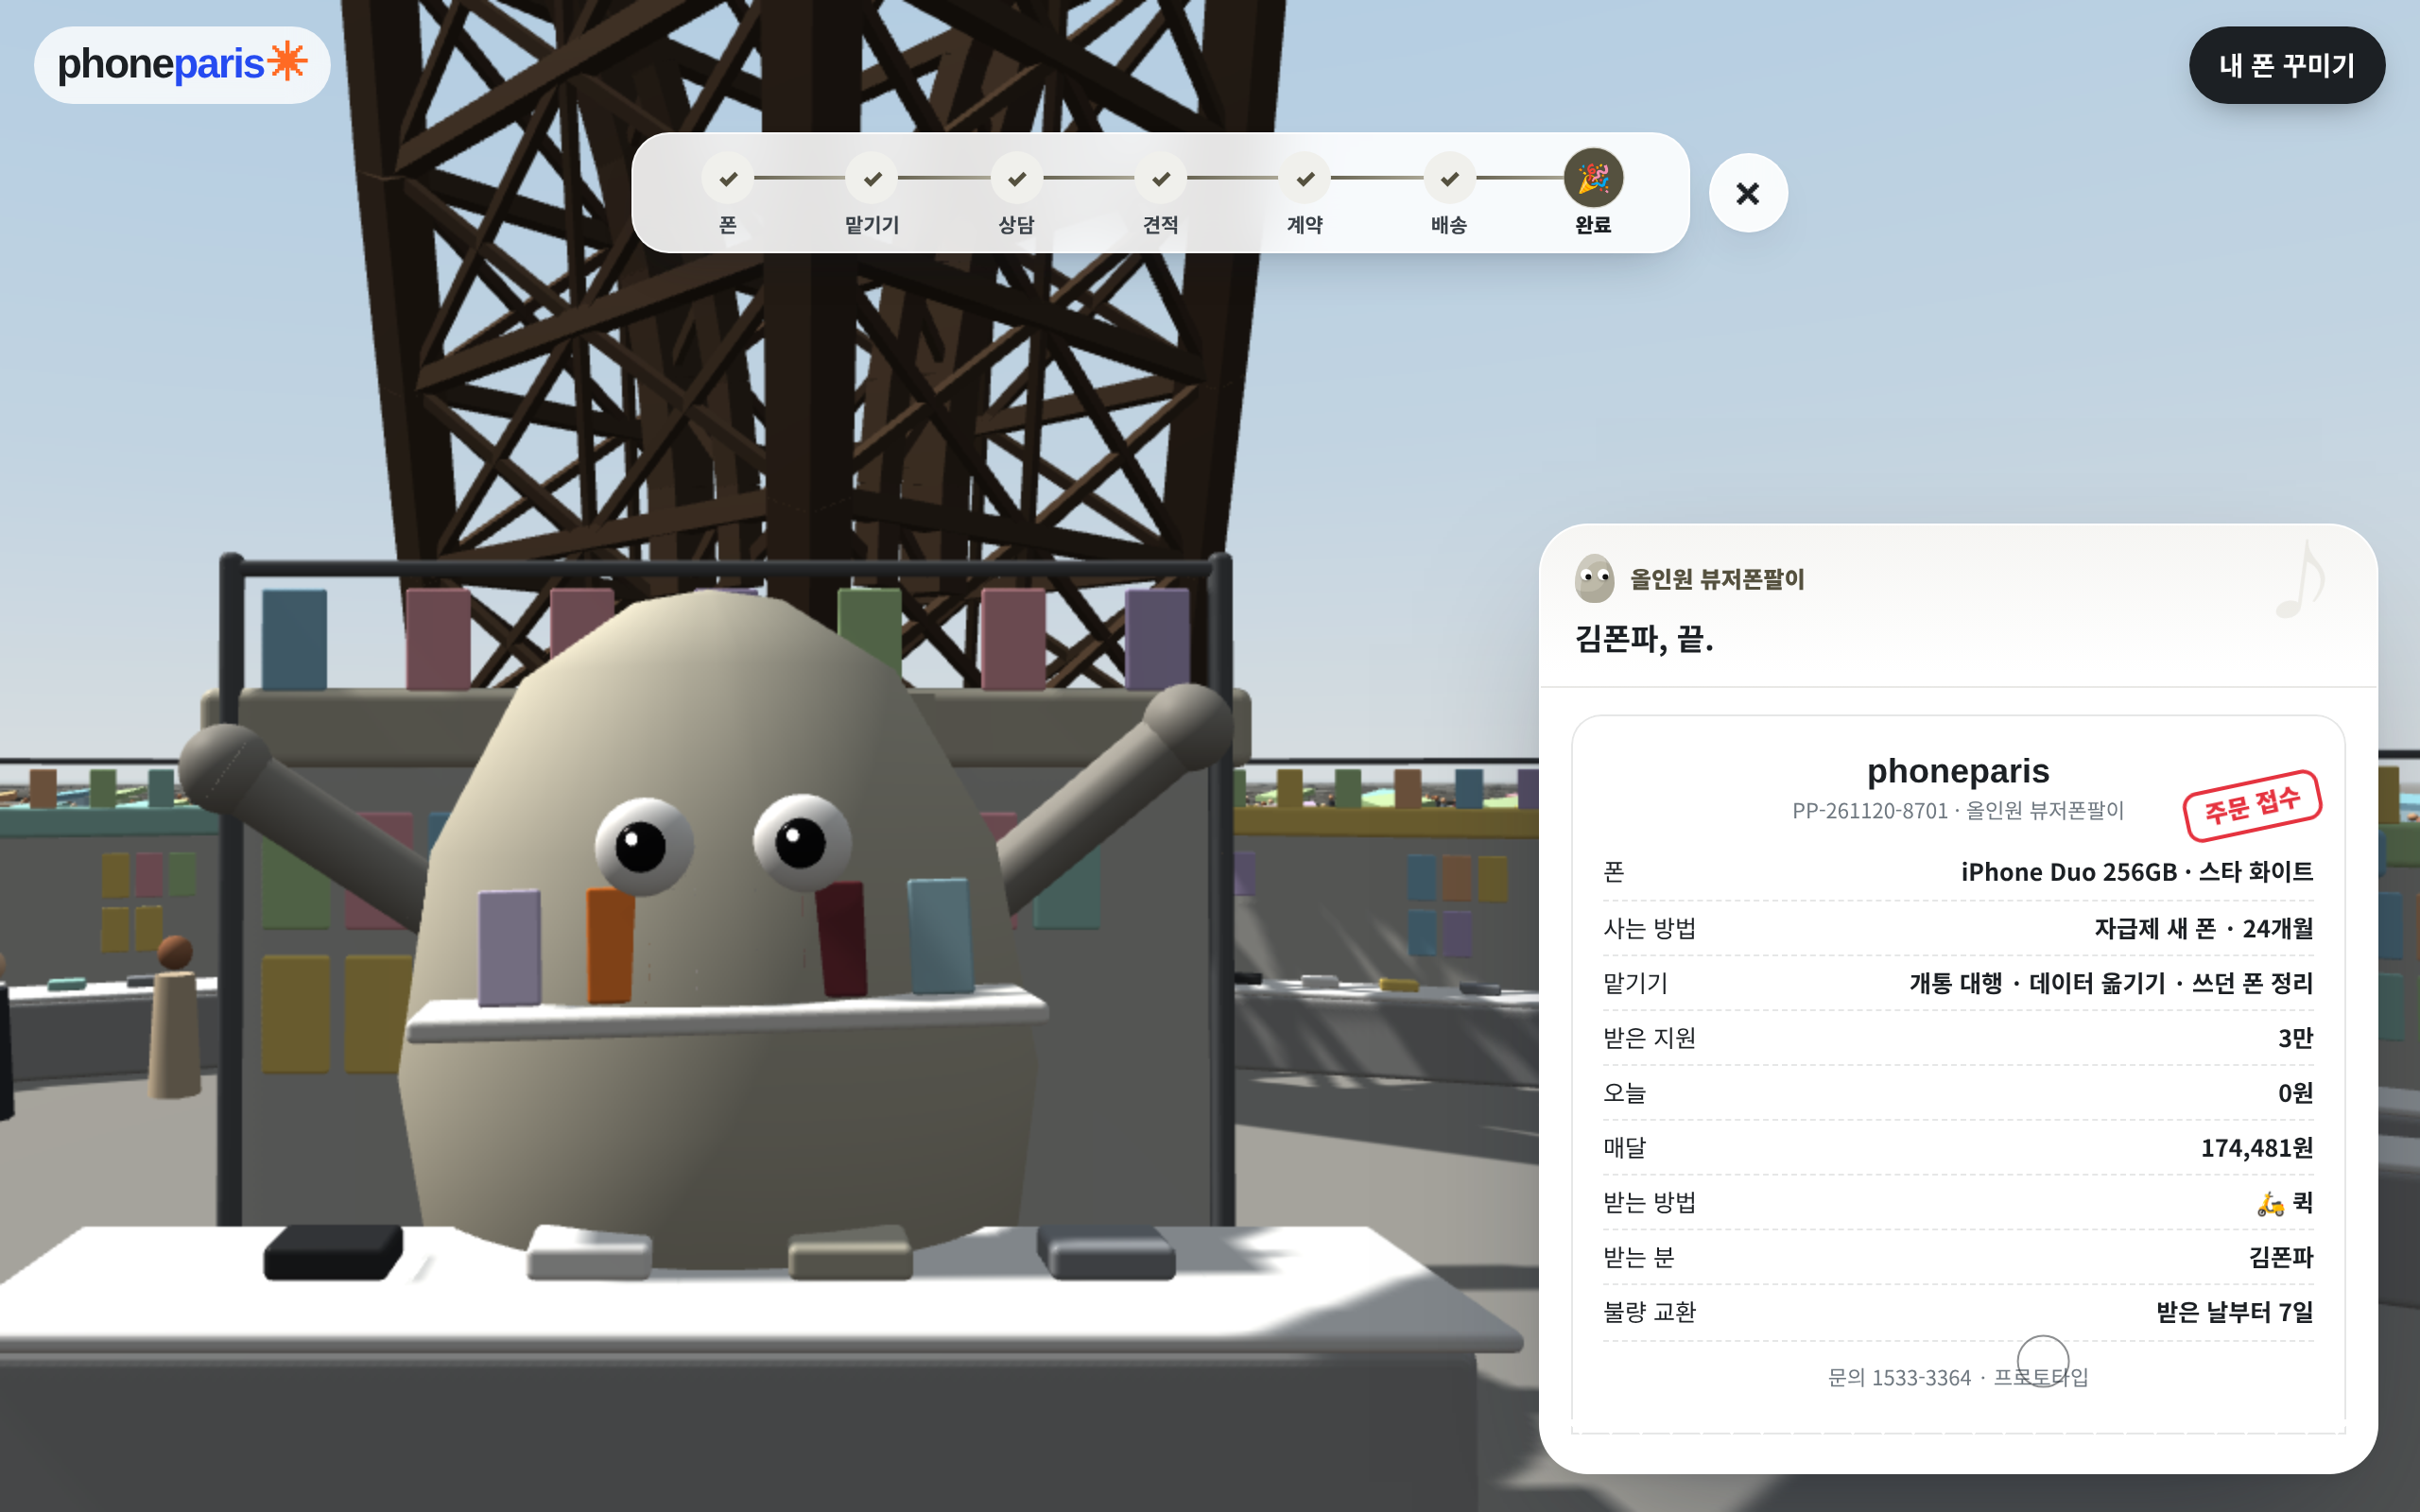 phoneparis
내 폰 꾸미기
폰
맡기기
상담
견적
계약
배송
완료
올인원 뷰저폰팔이
김폰파, 끝.
phoneparis
PP-261120-8701 · 올인원 뷰저폰팔이
주문 접수
폰 iPhone Duo 256GB · 스타 화이트
사는 방법 자급제 새 폰 · 24개월
맡기기 개통 대행 · 데이터 옮기기 · 쓰던 폰 정리
받은 지원 3만
오늘 0원
매달 174,481원
받는 방법 🛵 퀵
받는 분 김폰파
불량 교환 받은 날부터 7일
문의 1533-3364 · 프로토타입